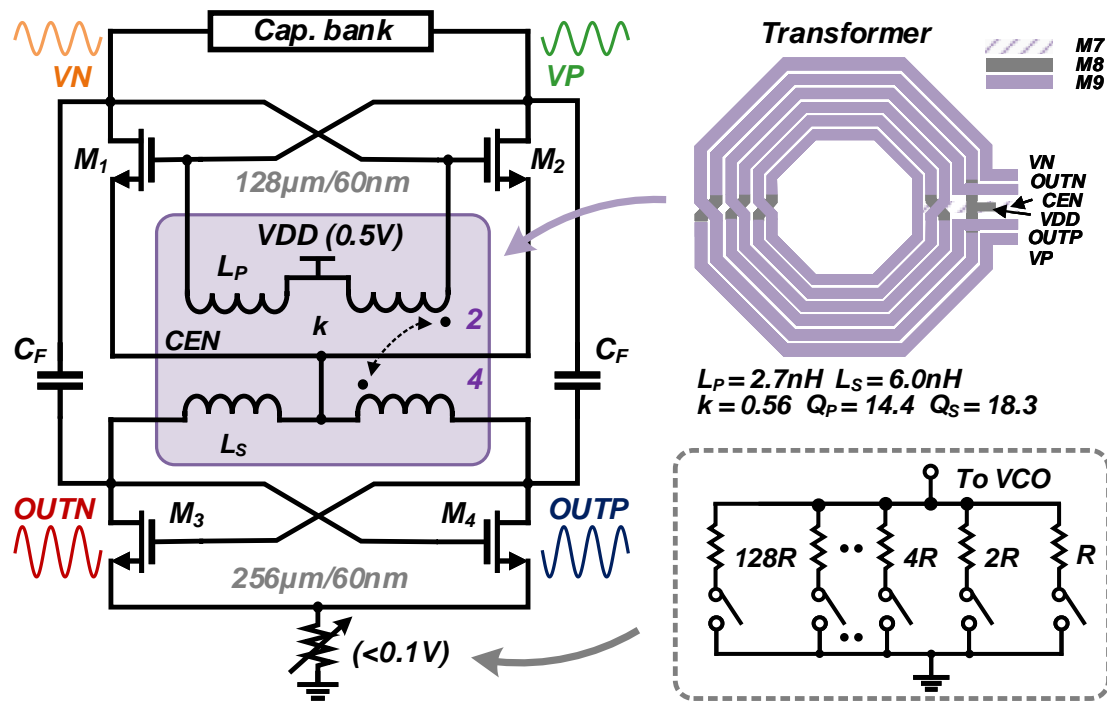 Cap. bank
VN
VP
M1
M2
128μm/60nm
VDD (0.5V)
LP
k
2
CEN
4
LS
CF
CF
OUTN
M3
M4
OUTP
256μm/60nm
(<0.1V)
Transformer
M7
M8
M9
VN
OUTN
CEN
VDD
OUTP
VP
LP = 2.7nH LS = 6.0nH
k = 0.56 QP = 14.4 QS = 18.3
To VCO
128R
4R
2R
R